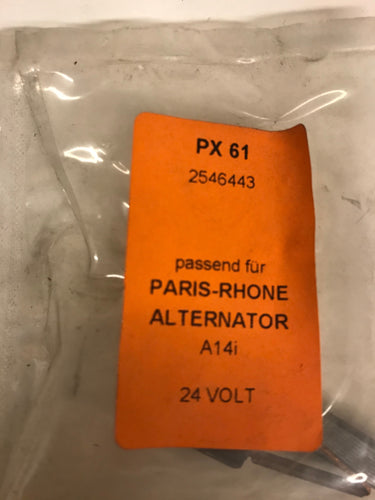 PX 61
2546443
passend für
PARIS-RHONE
ALTERNATOR
A14i
24 VOLT